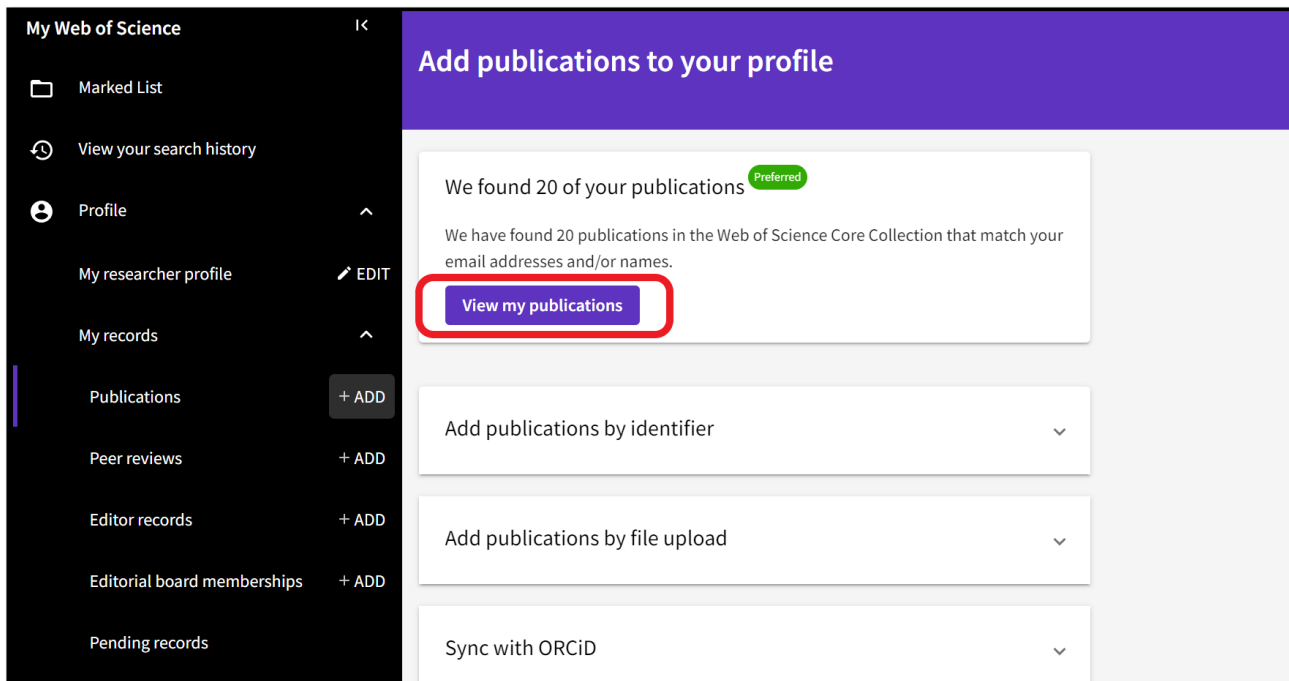 My Web of Science
Marked List
View your search history
Profile
My researcher profile
EDIT
My records
Publications
+ ADD
Peer reviews
+ ADD
Editor records
+ ADD
Editorial board memberships
+ ADD
Pending records
Add publications to your profile
We found 20 of your publications
Preferred
We have found 20 publications in the Web of Science Core Collection that match your
email addresses and/or names.
View my publications
Add publications by identifier
Add publications by file upload
Sync with ORCiD